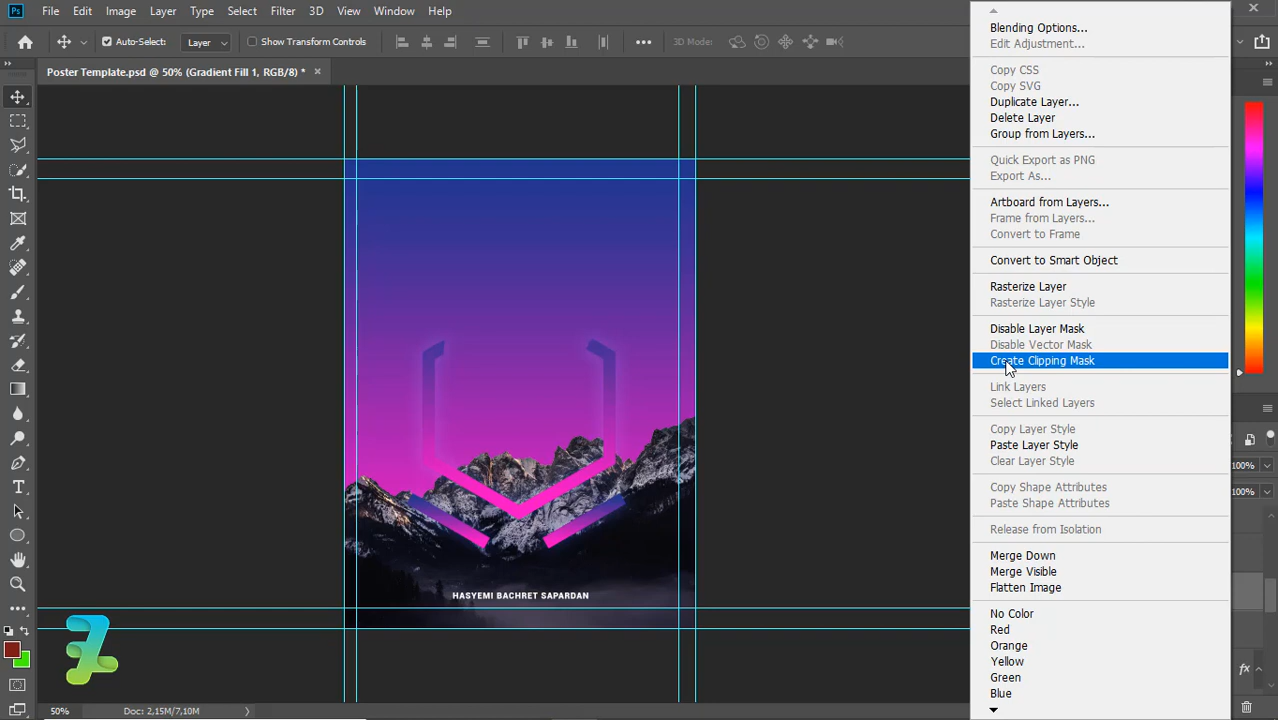 Ps File Edit Image Layer Type Select Filter 3D View Window Help
Auto-Select: Layer Show Transform Controls 3D Mode:
Poster Template.psd @ 50% (Gradient Fill 1, RGB/8) *
HASYEMI BACHRET SAPARDAN
50% Doc: 2,15M/7,10M
Blending Options...
Edit Adjustment...
Copy CSS
Copy SVG
Duplicate Layer...
Delete Layer
Group from Layers...
Quick Export as PNG
Export As...
Artboard from Layers...
Frame from Layers...
Convert to Frame
Convert to Smart Object
Rasterize Layer
Rasterize Layer Style
Disable Layer Mask
Disable Vector Mask
Create Clipping Mask
Link Layers
Select Linked Layers
Copy Layer Style
Paste Layer Style
Clear Layer Style
Copy Shape Attributes
Paste Shape Attributes
Release from Isolation
Merge Down
Merge Visible
Flatten Image
No Color
Red
Orange
Yellow
Green
Blue
100%
100%
fx